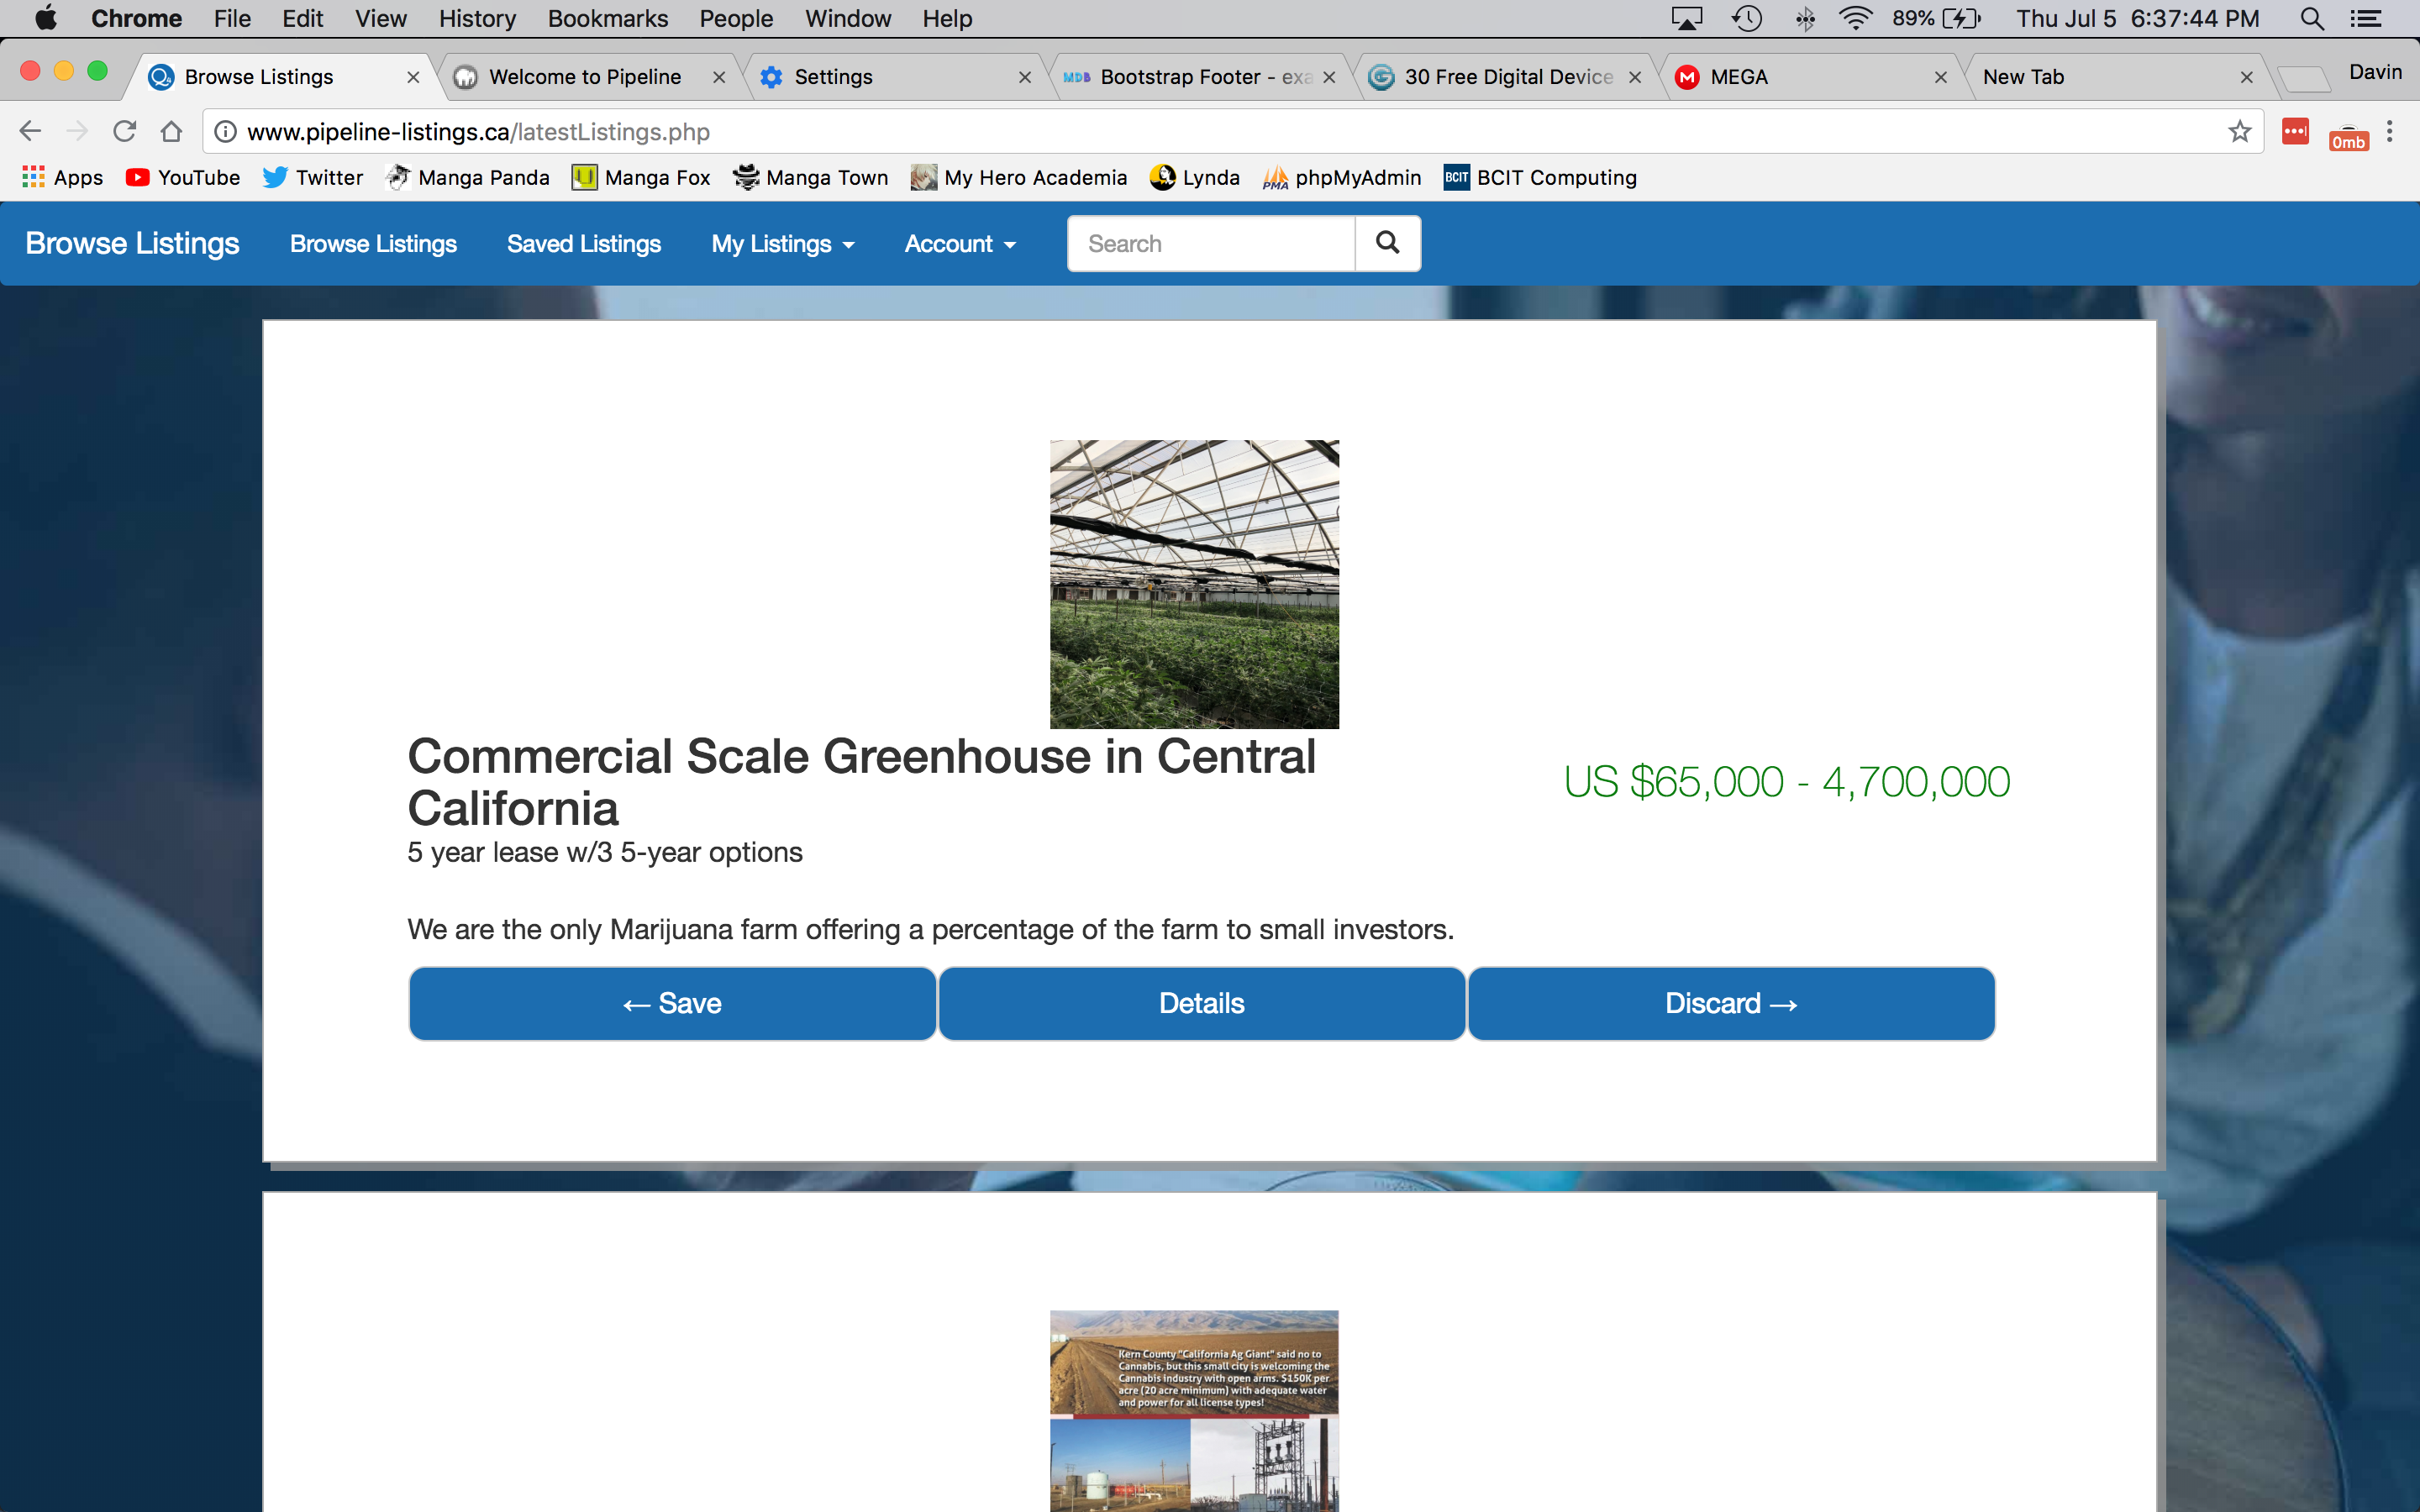 Chrome File Edit View History Bookmarks People Window Help 89% Thu Jul 5 6:37:44 PM
Browse Listings Welcome to Pipeline Settings Bootstrap Footer - exa 30 Free Digital Device MEGA New Tab Davin
www.pipeline-listings.ca/latestListings.php 0mb
Apps YouTube Twitter Manga Panda Manga Fox Manga Town My Hero Academia Lynda PMA phpMyAdmin BCIT BCIT Computing
Browse Listings Browse Listings Saved Listings My Listings Account Search
Commercial Scale Greenhouse in Central
California
US $65,000 - 4,700,000
5 year lease w/3 5-year options
We are the only Marijuana farm offering a percentage of the farm to small investors.
← Save Details Discard →
Kern County "California Ag Giant" said no to
Cannabis, but this small city is welcoming the
Cannabis industry with open arms. $150K per
acre (20 acre minimum) with adequate water
and power for all license types!